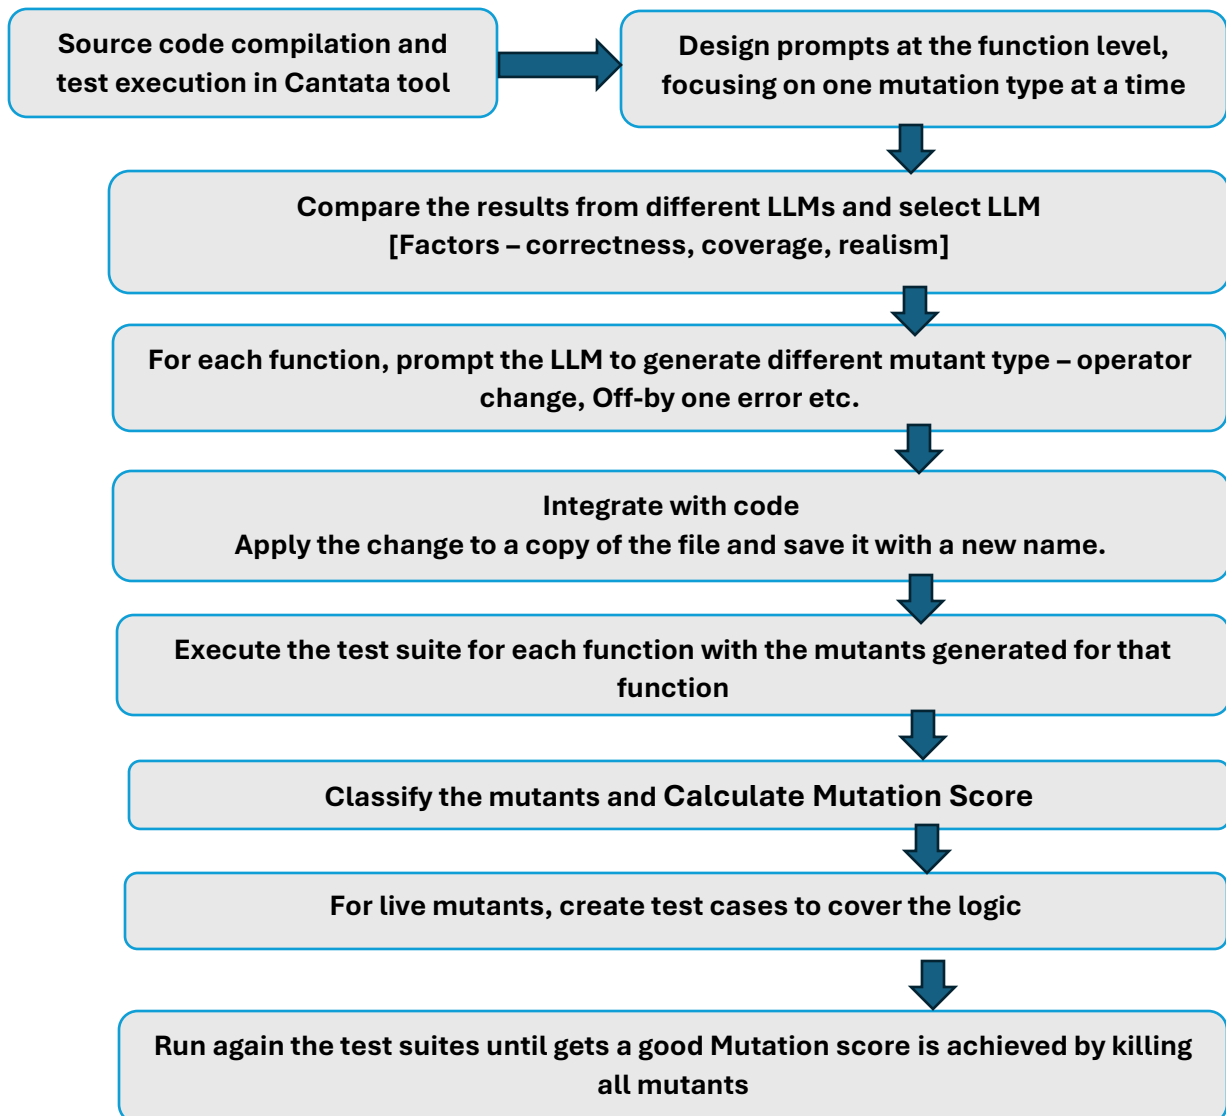 Source code compilation and
test execution in Cantata tool
Design prompts at the function level,
focusing on one mutation type at a time
Compare the results from different LLMs and select LLM
[Factors – correctness, coverage, realism]
For each function, prompt the LLM to generate different mutant type – operator
change, Off-by one error etc.
Integrate with code
Apply the change to a copy of the file and save it with a new name.
Execute the test suite for each function with the mutants generated for that
function
Classify the mutants and Calculate Mutation Score
For live mutants, create test cases to cover the logic
Run again the test suites until gets a good Mutation score is achieved by killing
all mutants